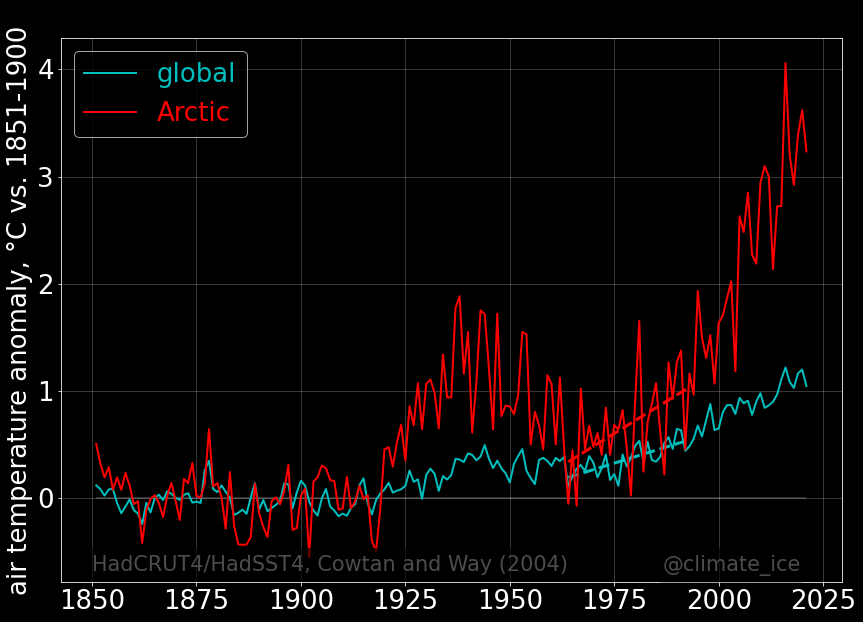 air temperature anomaly, °C vs. 1851-1900
global
Arctic
4
3
2
1
0
HadCRUT4/HadSST4, Cowtan and Way (2004)
@climate_ice
1850 1875 1900 1925 1950 1975 2000 2025